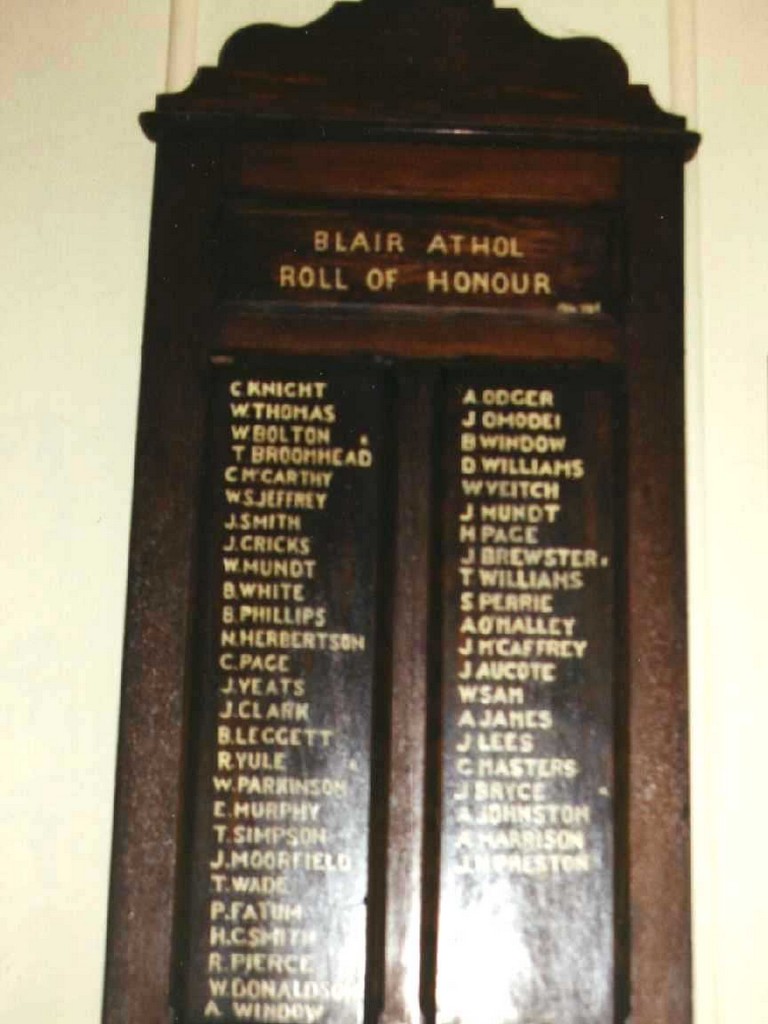 BLAIR ATHOL
ROLL OF HONOUR
C.KNIGHT
W.THOMAS
W.BOLTON
T BROOMHEAD
C McCARTHY
W.S.JEFFREY
J.SMITH
J.CRICKS
W.MUNDT
B.WHITE
B.PHILLIPS
N.HERBERTSON
C.PAGE
J.YEATS
J.CLARK
B.LEGGETT
R.YULE
W.PARKINSON
E.MURPHY
T.SIMPSON
J.MOORFIELD
T.WADE
P.FATUM
H.C.SMITH
R.PIERCE
W.DONALDSON
A WINDOW
A ODGER
J OMODEI
B WINDOW
D WILLIAMS
W VEITCH
J MUNDT
H PAGE
J BREWSTER
T WILLIAMS
S PERRIE
A O'MALLEY
J McCAFFREY
J AUCOTE
W SAM
A JAMES
J LEES
C MASTERS
J BRYCE
A JOHNSTON
A HARRISON
PRESTON